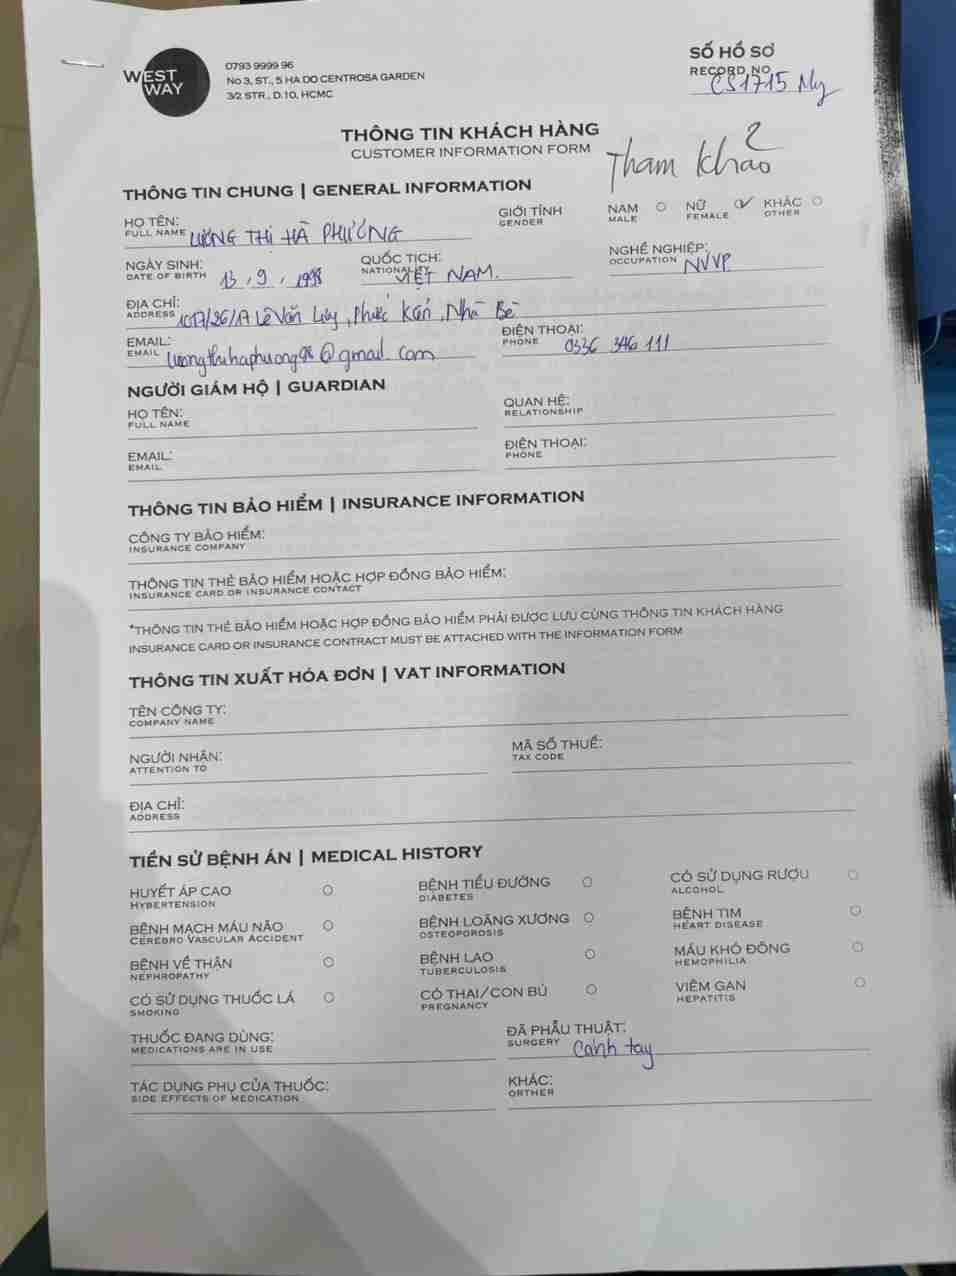 WEST WAY
0793 9999 96
No 3, ST., 5 HA DO CENTROSA GARDEN
3/2 STR., D.10, HCMC
SỐ HỒ SƠ
RECORD NO
CS1715 My
THÔNG TIN KHÁCH HÀNG
CUSTOMER INFORMATION FORM
Tham khảo
THÔNG TIN CHUNG | GENERAL INFORMATION
HỌ TÊN: LƯƠNG THỊ HÀ PHƯƠNG GIỚI TÍNH NAM NỮ KHÁC
FULL NAME GENDER MALE FEMALE OTHER
NGÀY SINH: 13, 9, 1998 QUỐC TỊCH: VIỆT NAM. NGHỀ NGHIỆP: NVVP
DATE OF BIRTH NATIONALITY OCCUPATION
ĐỊA CHỈ: 1017/26/17 Lê Văn Lương, Phước Kiển, Nhà Bè
ADDRESS
EMAIL: luongthihaphuong98@gmail.com ĐIỆN THOẠI: 0336 346 111
EMAIL PHONE
NGƯỜI GIÁM HỘ | GUARDIAN
HỌ TÊN: QUAN HỆ:
FULL NAME RELATIONSHIP
EMAIL: ĐIỆN THOẠI:
EMAIL PHONE
THÔNG TIN BẢO HIỂM | INSURANCE INFORMATION
CÔNG TY BẢO HIỂM:
INSURANCE COMPANY
THÔNG TIN THẺ BẢO HIỂM HOẶC HỢP ĐỒNG BẢO HIỂM:
INSURANCE CARD OR INSURANCE CONTACT
*THÔNG TIN THẺ BẢO HIỂM HOẶC HỢP ĐỒNG BẢO HIỂM PHẢI ĐƯỢC LƯU CÙNG THÔNG TIN KHÁCH HÀNG
INSURANCE CARD OR INSURANCE CONTRACT MUST BE ATTACHED WITH THE INFORMATION FORM
THÔNG TIN XUẤT HÓA ĐƠN | VAT INFORMATION
TÊN CÔNG TY:
COMPANY NAME
NGƯỜI NHẬN: MÃ SỐ THUẾ:
ATTENTION TO TAX CODE
ĐỊA CHỈ:
ADDRESS
TIỀN SỬ BỆNH ÁN | MEDICAL HISTORY
HUYẾT ÁP CAO BỆNH TIỂU ĐƯỜNG CÓ SỬ DỤNG RƯỢU
HYBERTENSION DIABETES ALCOHOL
BỆNH MẠCH MÁU NÃO BỆNH LOÃNG XƯƠNG BỆNH TIM
CEREBRO VASCULAR ACCIDENT OSTEOPOROSIS HEART DISEASE
BỆNH VỀ THẬN BỆNH LAO MÁU KHÓ ĐÔNG
NEPHROPATHY TUBERCULOSIS HEMOPHILIA
CÓ SỬ DỤNG THUỐC LÁ CÓ THAI/CON BÚ VIÊM GAN
SMOKING PREGNANCY HEPATITIS
THUỐC ĐANG DÙNG: ĐÃ PHẪU THUẬT: Cánh tay
MEDICATIONS ARE IN USE SURGERY
TÁC DỤNG PHỤ CỦA THUỐC: KHÁC:
SIDE EFFECTS OF MEDICATION ORTHER